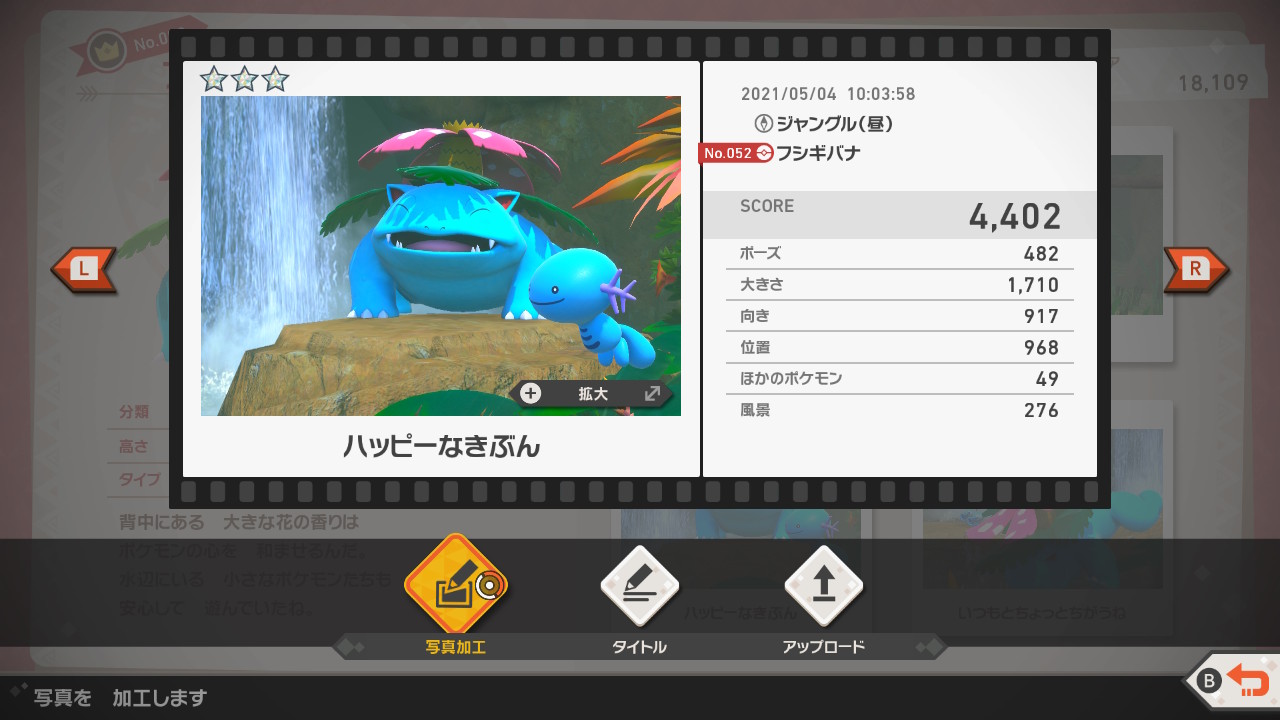 No.0
18,109
2021/05/04 10:03:58
ジャングル(昼)
No.052 フシギバナ
SCORE 4,402
ポーズ 482
大きさ 1,710
向き 917
位置 968
ほかのポケモン 49
風景 276
L
R
+ 拡大
ハッピーなきぶん
分類
高さ
タイプ
背中にある 大きな花の香りは
ポケモンの心を 和ませるんだ。
水辺にいる 小さなポケモンたちも
安心して 遊んでいたね。
ハッピーなきぶん
いつもとちょっとちがうね
写真加工
タイトル
アップロード
写真を 加工します
B